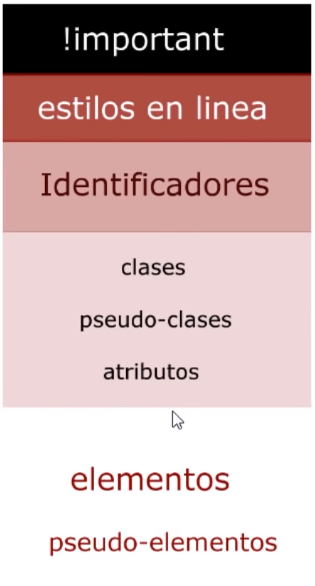 !important
estilos en linea
Identificadores
clases
pseudo-clases
atributos
elementos
pseudo-elementos